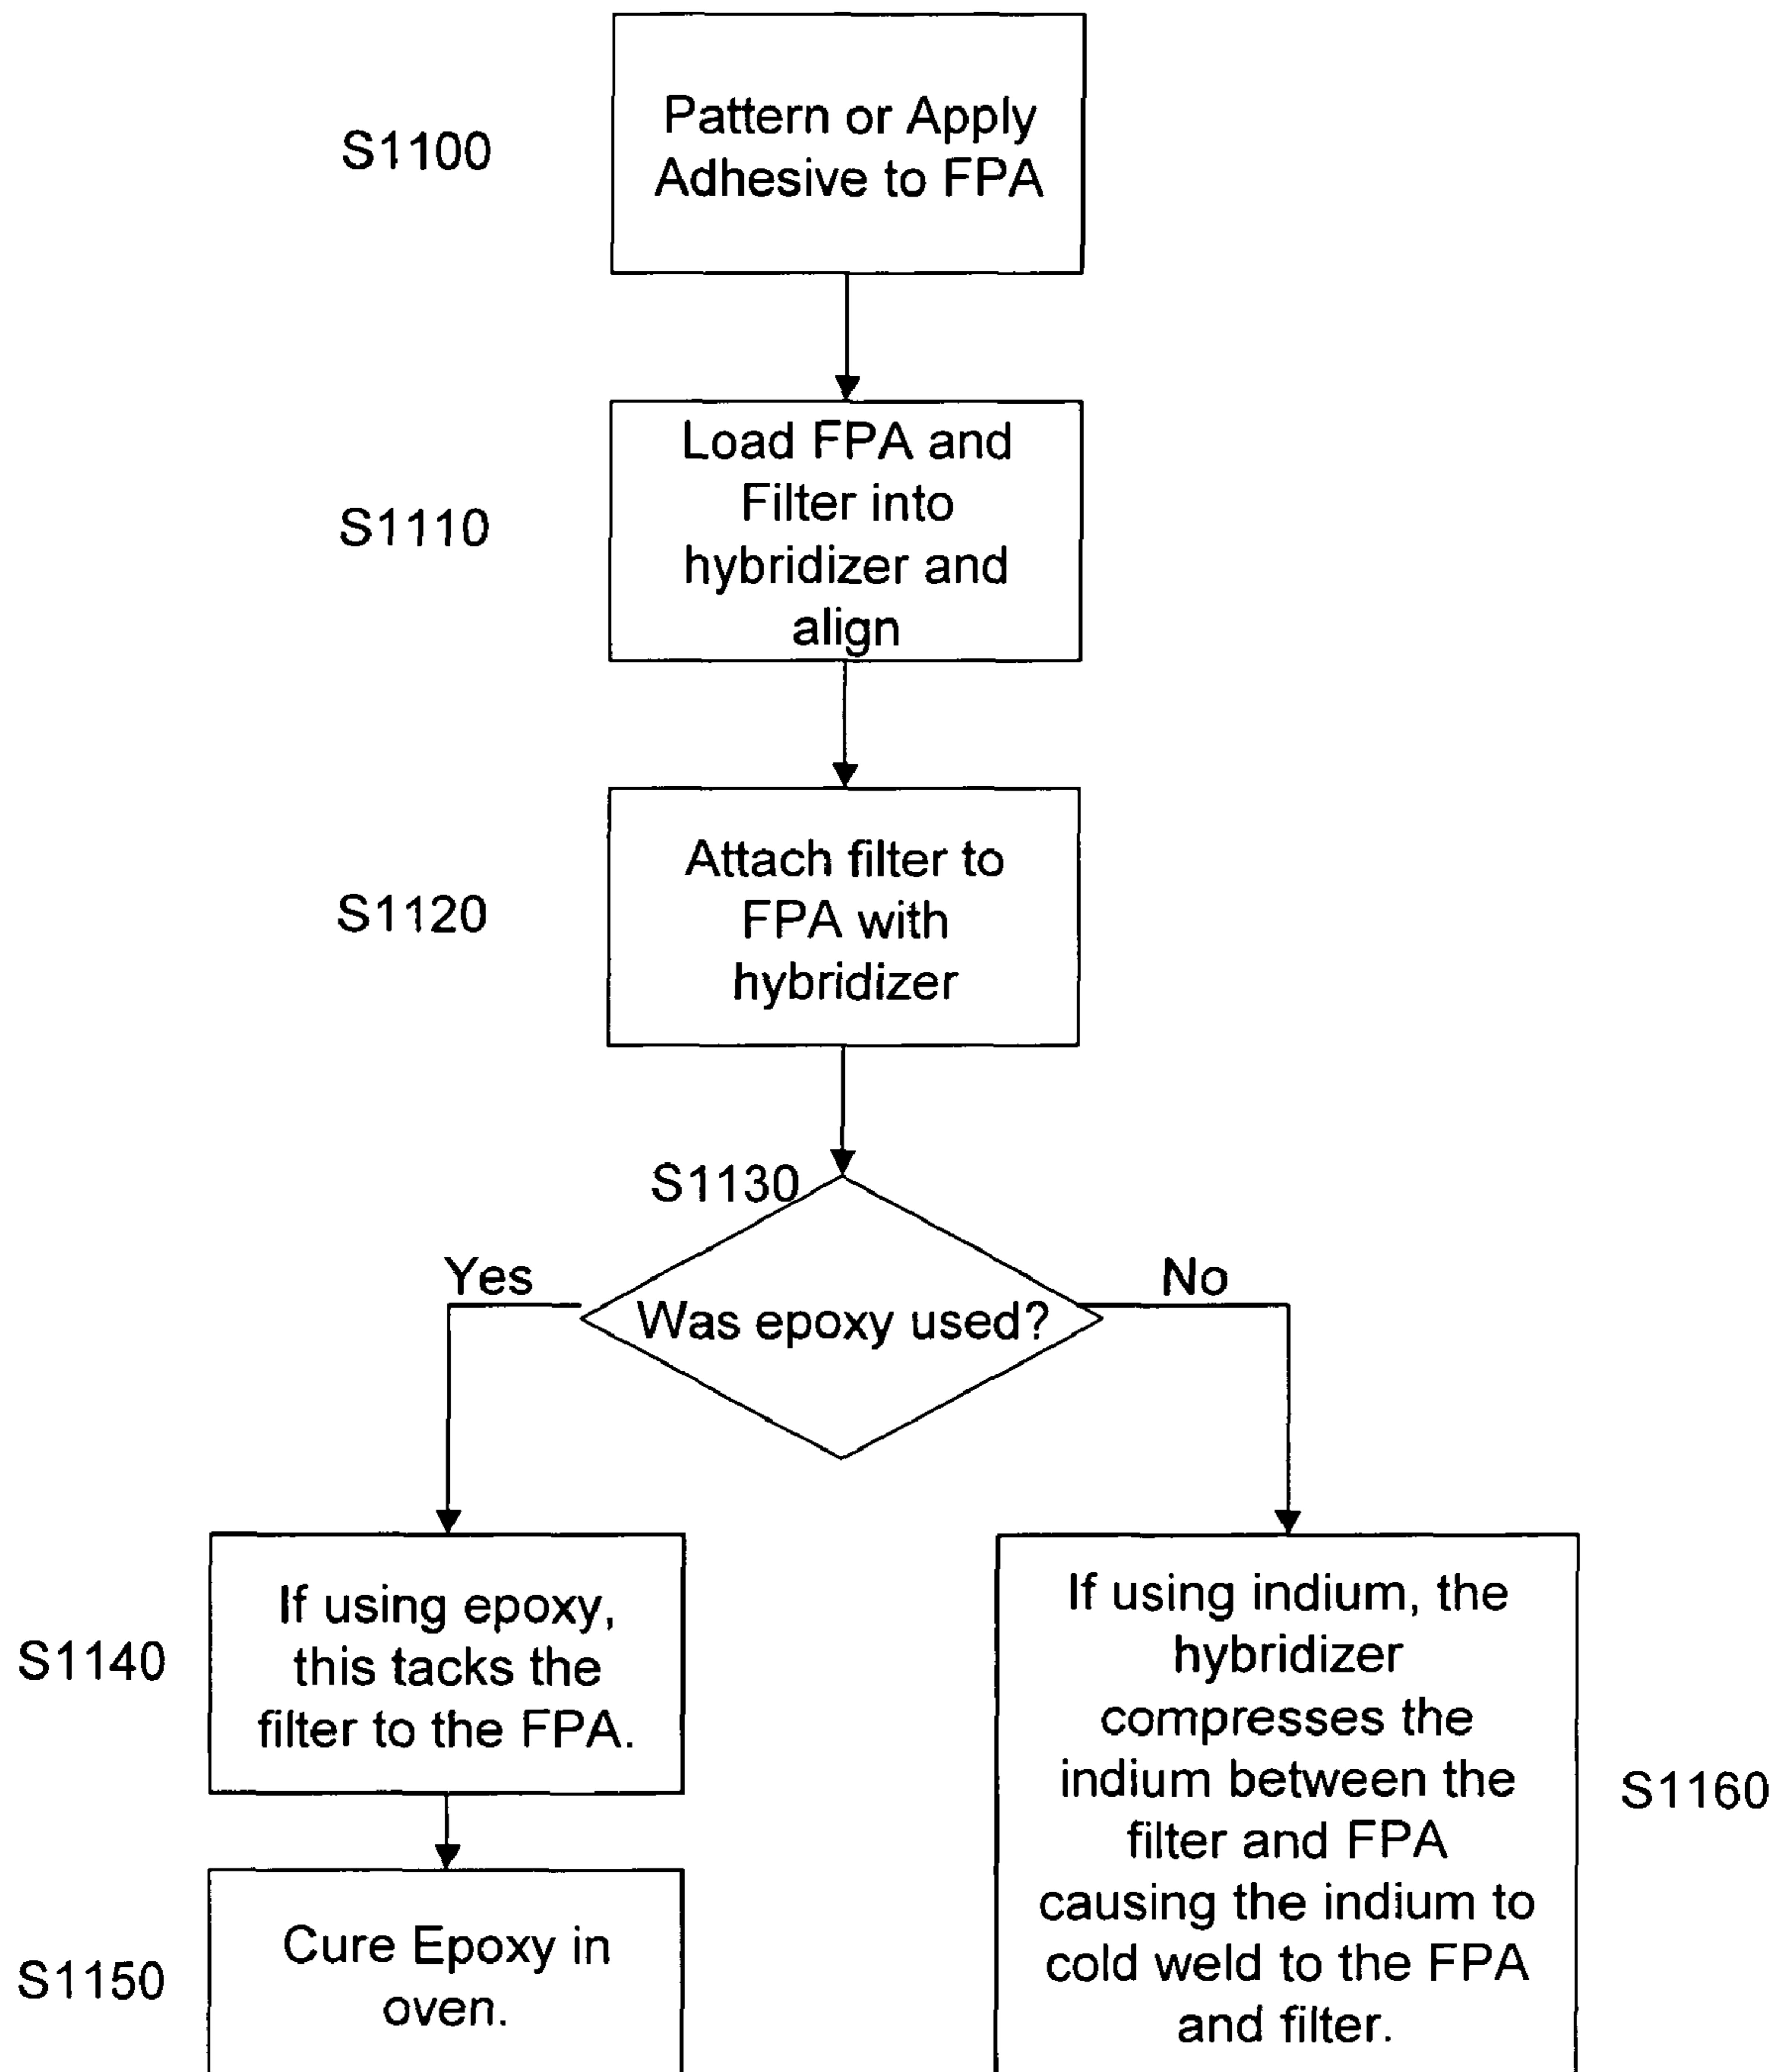 S1100
Pattern or Apply
Adhesive to FPA
S1110
Load FPA and
Filter into
hybridizer and
align
S1120
Attach filter to
FPA with
hybridizer
S1130
Yes
No
Was epoxy used?
S1140
If using epoxy,
this tacks the
filter to the FPA.
S1150
Cure Epoxy in
oven.
If using indium, the
hybridizer
compresses the
indium between the
filter and FPA
causing the indium to
cold weld to the FPA
and filter.
S1160